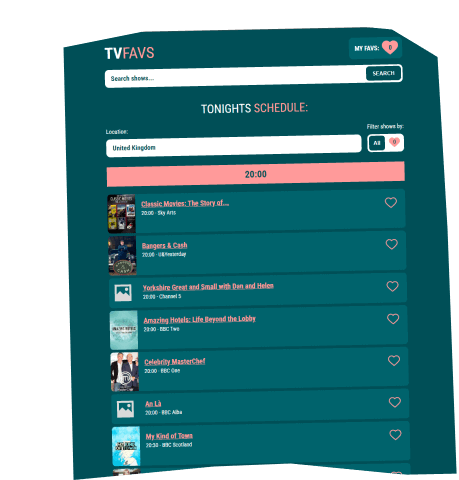 TVFAVS
MY FAVS: 0
Search shows...
SEARCH
TONIGHTS SCHEDULE:
Location:
Filter shows by:
United Kingdom
All
0
20:00
Classic Movies: The Story of...
20:00 - Sky Arts
Bangers & Cash
20:00 - U&Yesterday
Yorkshire Great and Small with Dan and Helen
20:00 - Channel 5
Amazing Hotels: Life Beyond the Lobby
20:00 - BBC Two
Celebrity MasterChef
20:00 - BBC One
An Là
20:00 - BBC Alba
My Kind of Town
20:30 - BBC Scotland